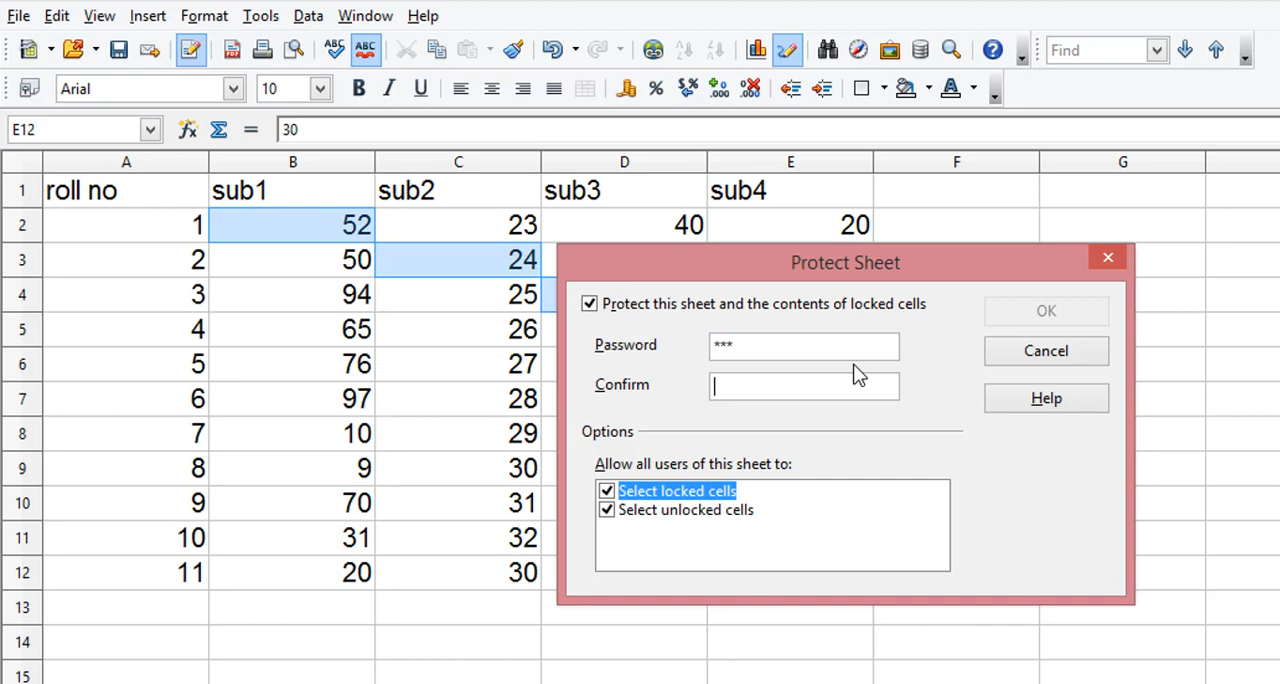 File Edit View Insert Format Tools Data Window Help
ABC ABC Find
Arial 10 B I U A
E12 30
A B C D E F G
1 roll no sub1 sub2 sub3 sub4
2 1 52 23 40 20
3 2 50 24
4 3 94 25
5 4 65 26
6 5 76 27
7 6 97 28
8 7 10 29
9 8 9 30
10 9 70 31
11 10 31 32
12 11 20 30
13
14
15
Protect Sheet
Protect this sheet and the contents of locked cells
OK
Password ***
Cancel
Confirm
Help
Options
Allow all users of this sheet to:
Select locked cells
Select unlocked cells